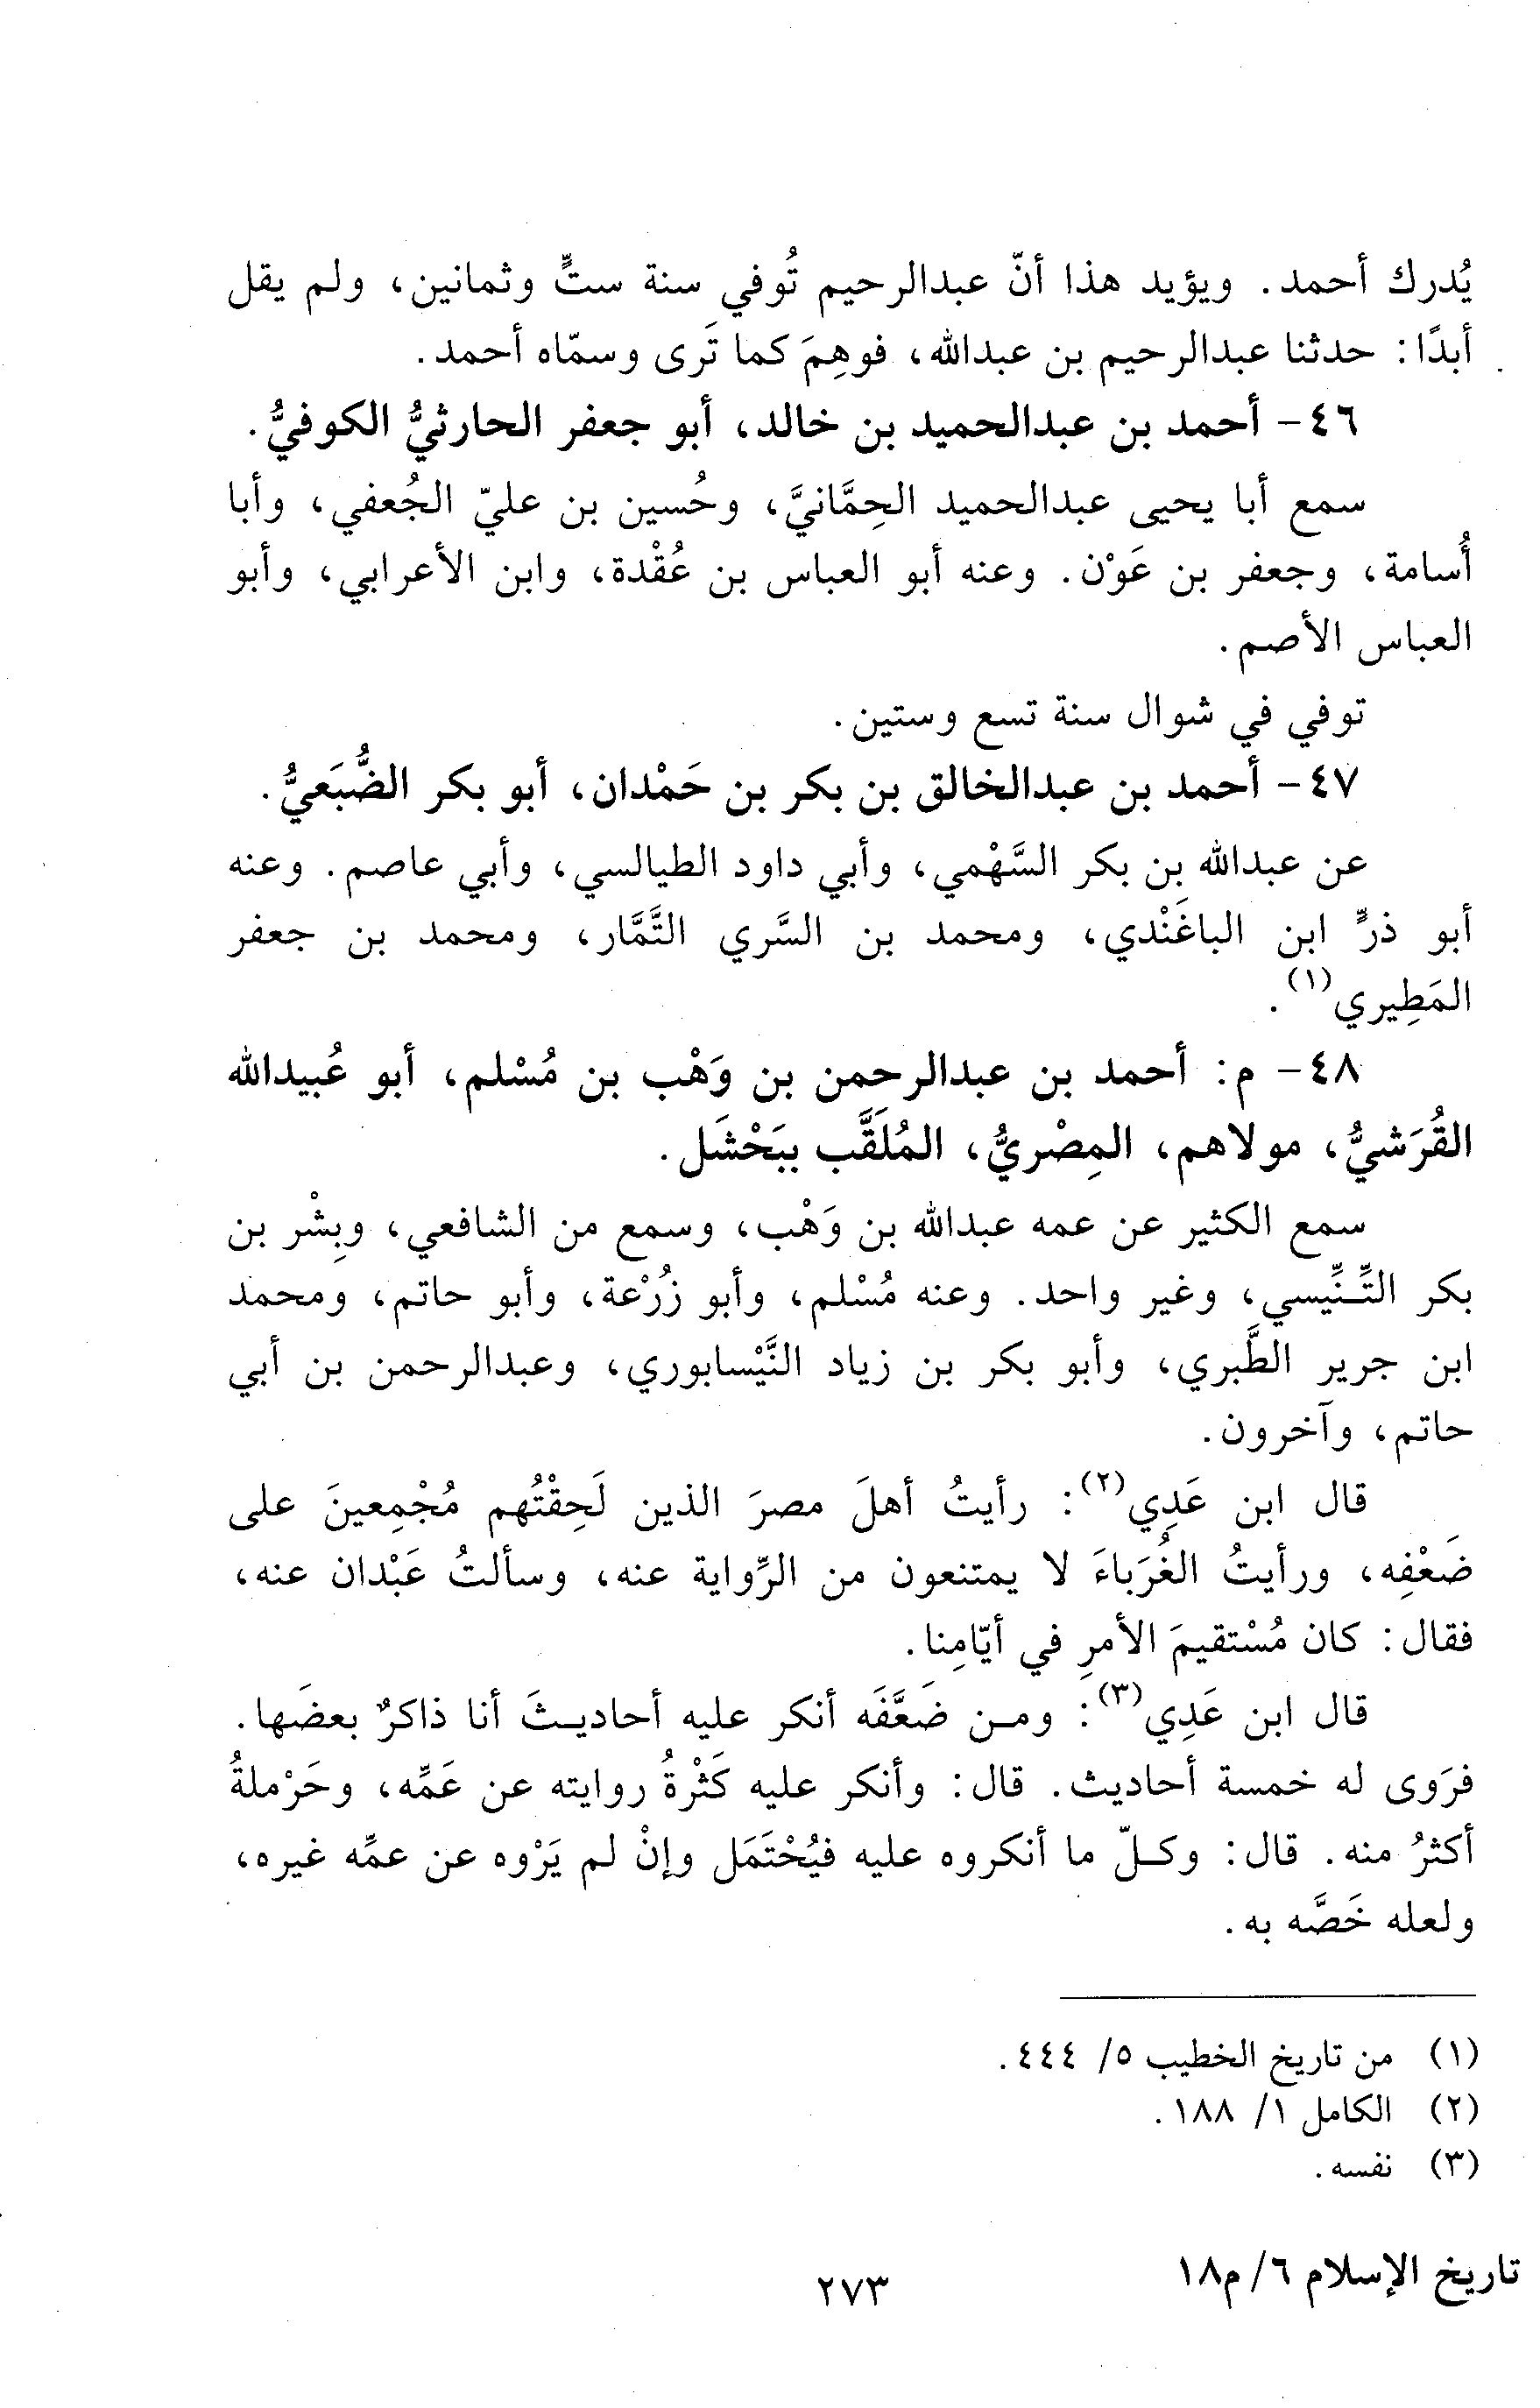 يُدرك أحمد. ويؤيد هذا أنّ عبدالرحيم تُوفي سنة ستٍّ وثمانين، ولم يقل
أبدًا: حدثنا عبدالرحيم بن عبدالله، فوهِمَ كما تَرى وسمّاه أحمد.
٤٦- أحمد بن عبدالحميد بن خالد، أبو جعفر الحارثيُّ الكوفيُّ.
سمع أبا يحيى عبدالحميد الحِمَّانيَّ، وحُسين بن عليّ الجُعفي، وأبا
أُسامة، وجعفر بن عَوْن. وعنه أبو العباس بن عُقْدة، وابن الأعرابي، وأبو
العباس الأصم.
توفي في شوال سنة تسع وستين.
٤٧- أحمد بن عبدالخالق بن بكر بن حَمْدان، أبو بكر الضُّبَعيُّ.
عن عبدالله بن بكر السَّهْمي، وأبي داود الطيالسي، وأبي عاصم. وعنه
أبو ذرٍّ ابن الباغَنْدي، ومحمد بن السَّري التَّمَّار، ومحمد بن جعفر
المَطِيري(١).
٤٨- م: أحمد بن عبدالرحمن بن وَهْب بن مُسْلم، أبو عُبيدالله
القُرَشيُّ، مولاهم، المِصْريُّ، المُلَقَّب ببَحْشَل.
سمع الكثير عن عمه عبدالله بن وَهْب، وسمع من الشافعي، وبِشْر بن
بكر التِّـنِّيسي، وغير واحد. وعنه مُسْلم، وأبو زُرْعة، وأبو حاتم، ومحمد
ابن جرير الطَّبري، وأبو بكر بن زياد النَّيْسابوري، وعبدالرحمن بن أبي
حاتم، وآخرون.
قال ابن عَدِي(٢): رأيتُ أهلَ مصرَ الذين لَحِقْتُهم مُجْمِعينَ على
ضَعْفِه، ورأيتُ الغُرَباءَ لا يمتنعون من الرِّواية عنه، وسألتُ عَبْدان عنه،
فقال: كان مُسْتقيمَ الأمرِ في أيّامِنا.
قال ابن عَدِي(٣): ومـن ضَعَّفَه أنكر عليه أحاديـثَ أنا ذاكرٌ بعضَها.
فرَوى له خمسة أحاديث. قال: وأنكر عليه كَثْرةُ روايته عن عَمِّه، وحَرْملةُ
أكثرُ منه. قال: وكـلّ ما أنكروه عليه فيُحْتَمَل وإنْ لم يَرْوه عن عمِّه غيره،
ولعله خَصَّه به.
(١) من تاريخ الخطيب ٥/ ٤٤٤.
(٢) الكامل ١/ ١٨٨.
(٣) نفسه.
تاريخ الإسلام ٦/ م١٨
٢٧٣